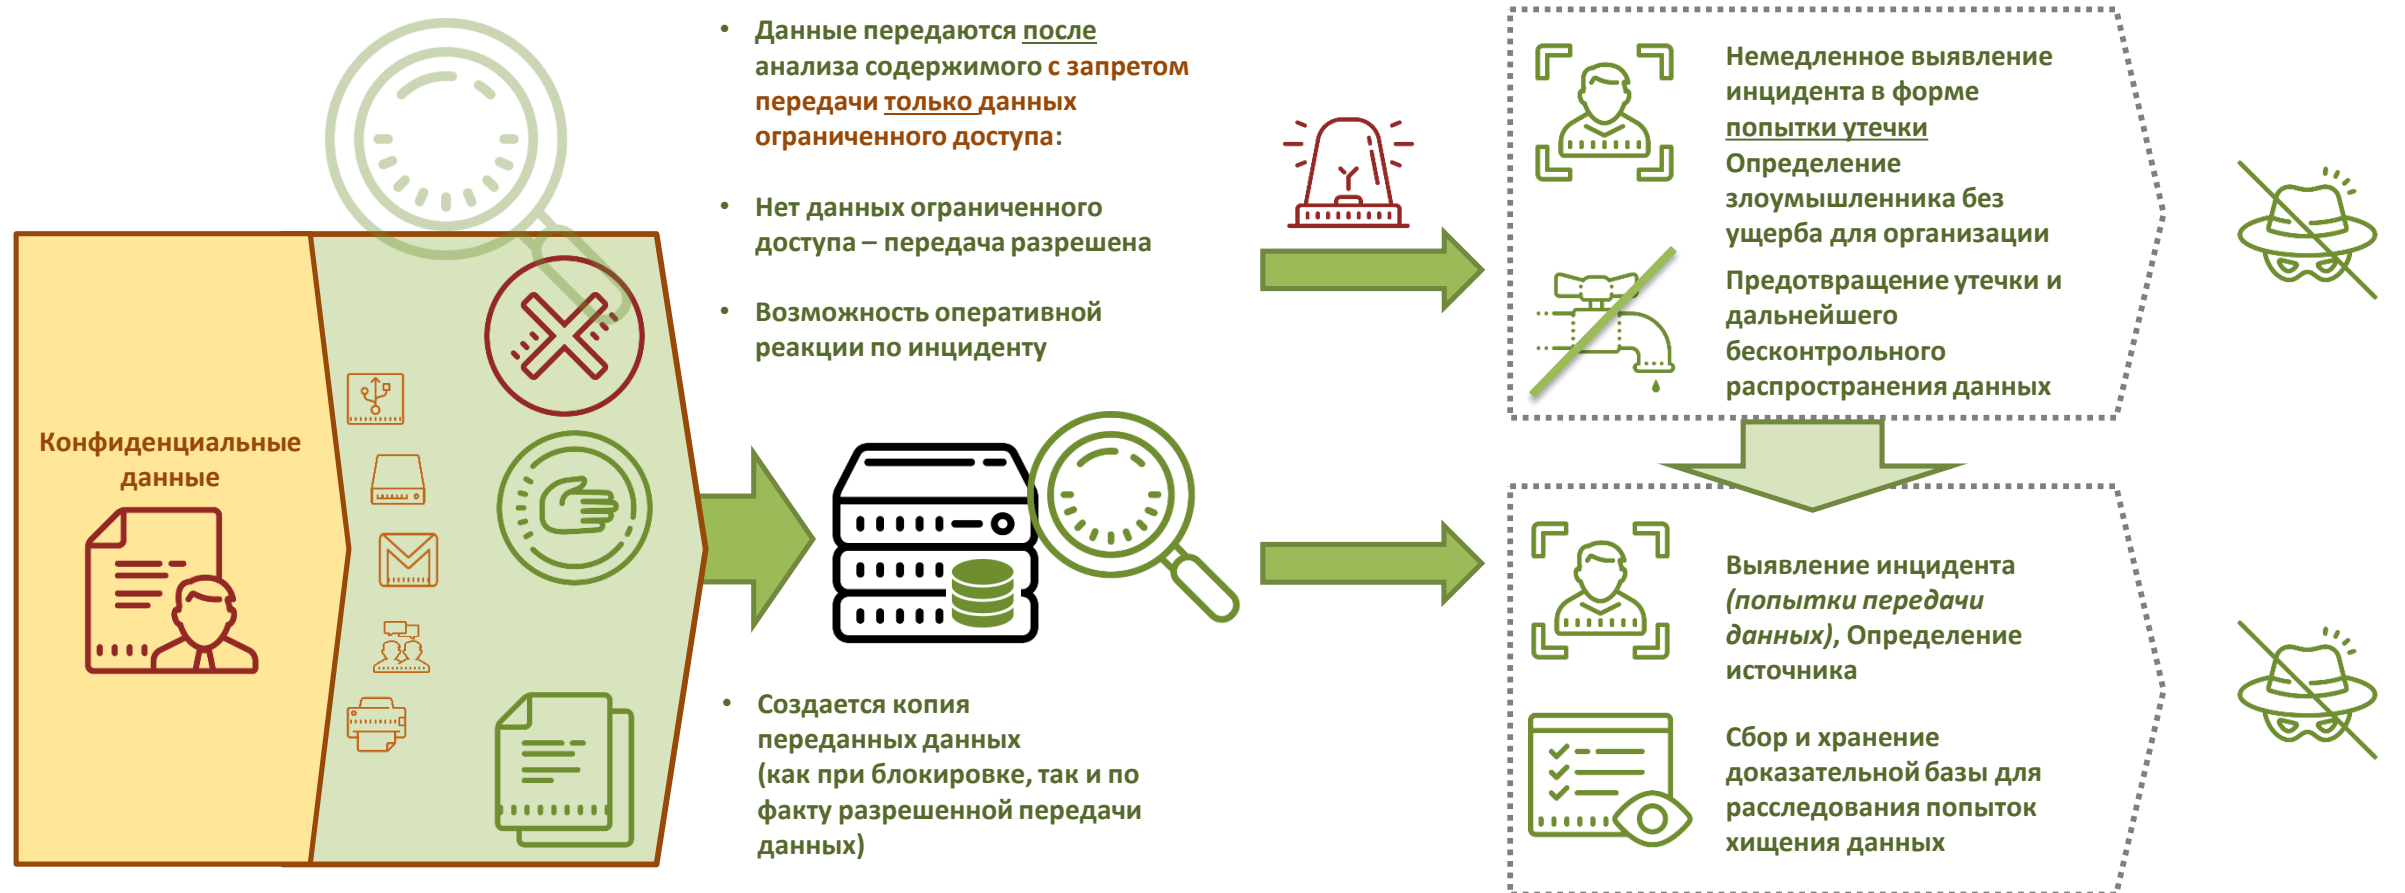 Конфиденциальные
данные
• Данные передаются после
анализа содержимого с запретом
передачи только данных
ограниченного доступа:
• Нет данных ограниченного
доступа – передача разрешена
• Возможность оперативной
реакции по инциденту
• Создается копия
переданных данных
(как при блокировке, так и по
факту разрешенной передачи
данных)
Немедленное выявление
инцидента в форме
попытки утечки
Определение
злоумышленника без
ущерба для организации
Предотвращение утечки и
дальнейшего
бесконтрольного
распространения данных
Выявление инцидента
(попытки передачи
данных), Определение
источника
Сбор и хранение
доказательной базы для
расследования попыток
хищения данных